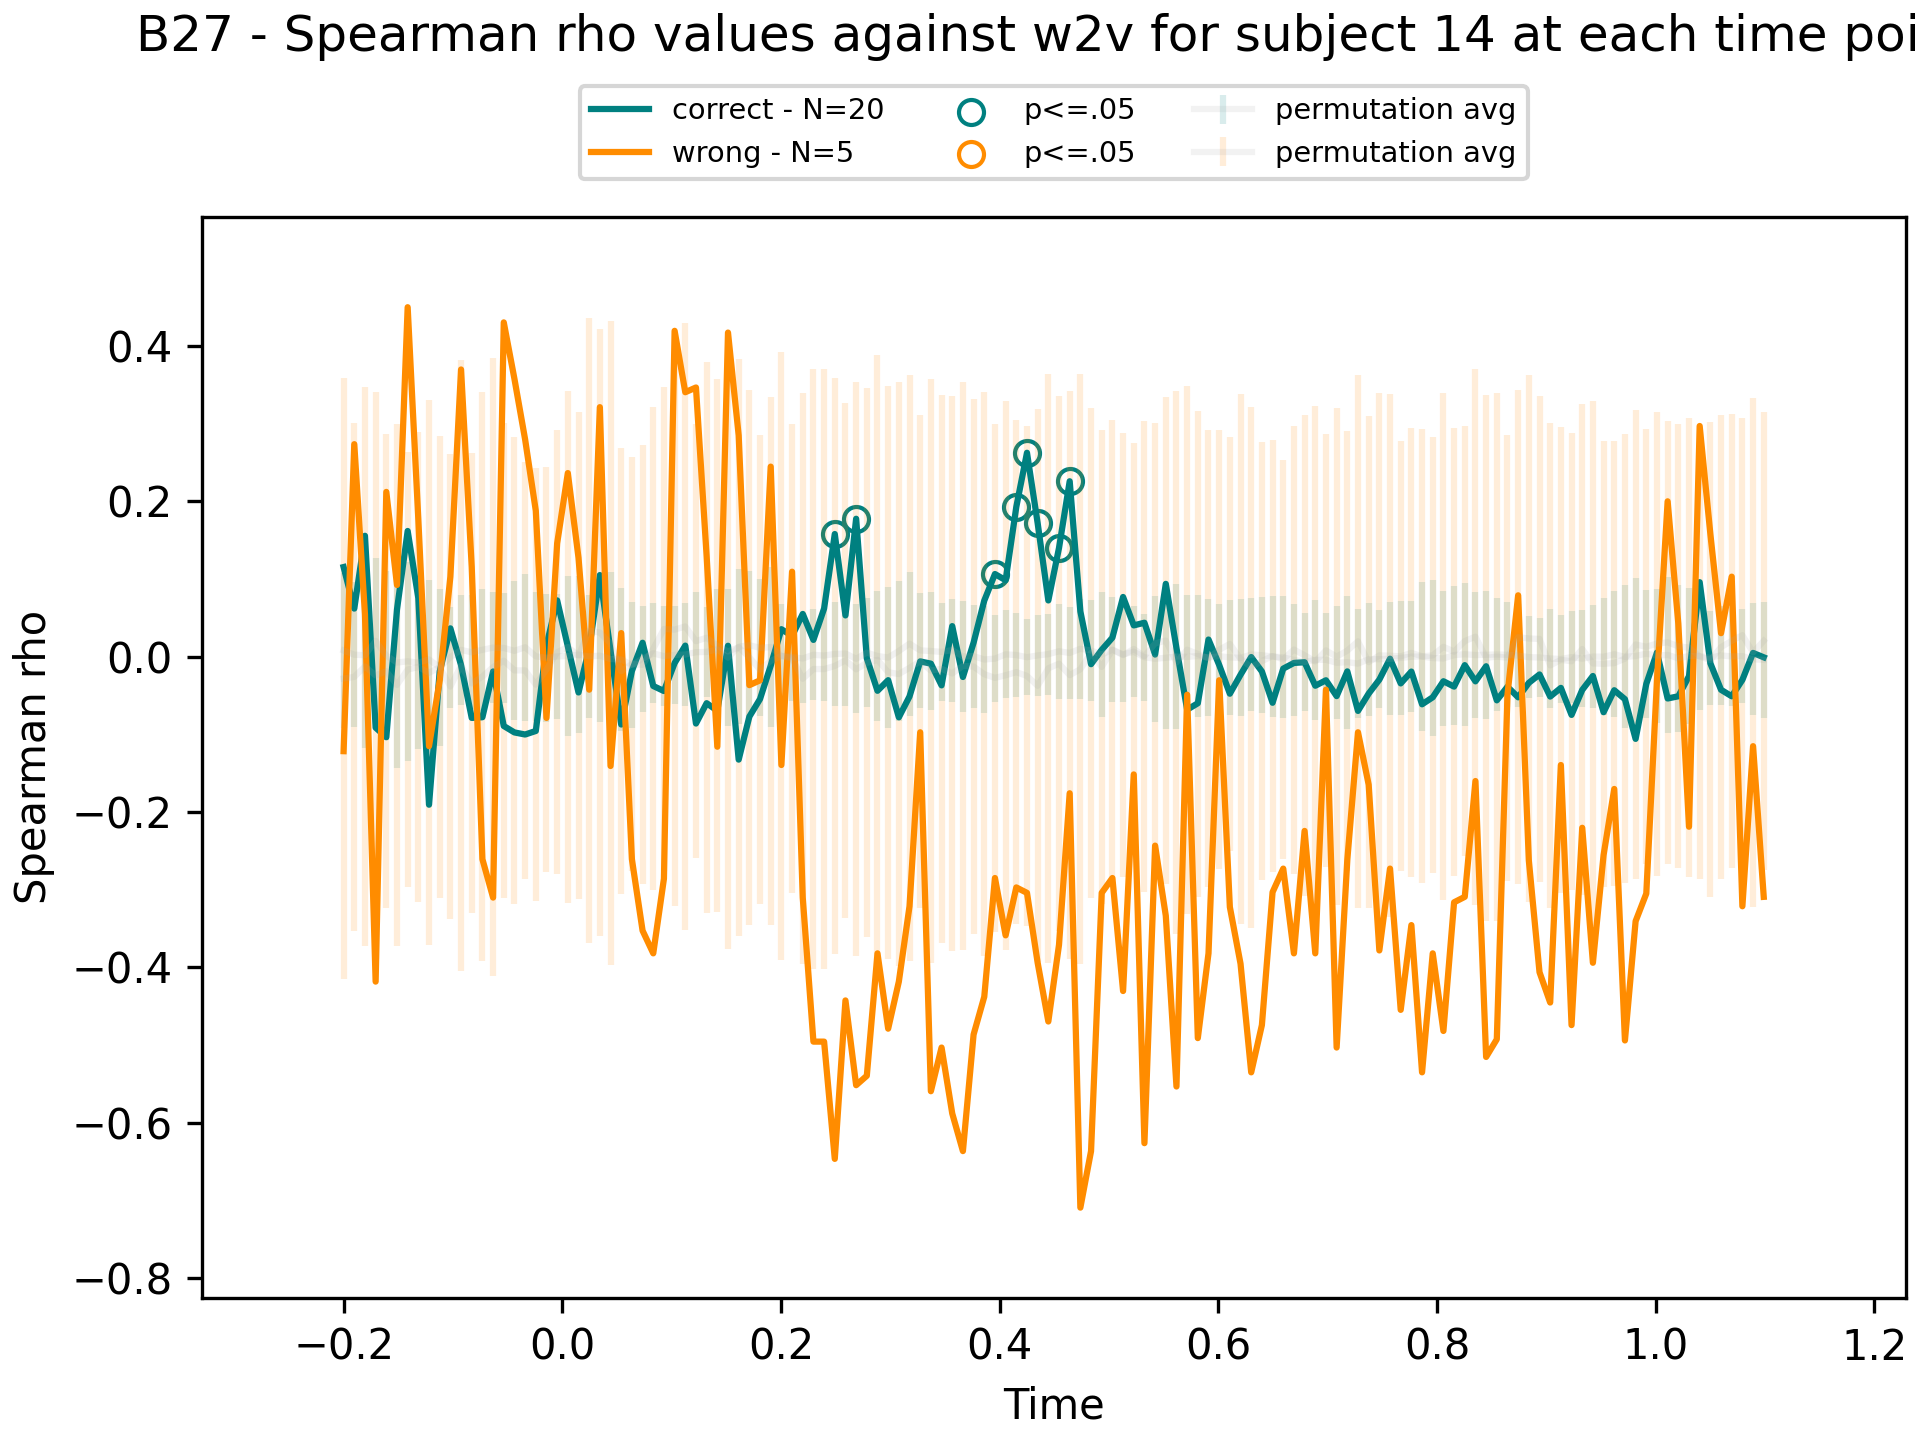 B27 - Spearman rho values against w2v for subject 14 at each time poi
correct - N=20
wrong - N=5
p<=.05
p<=.05
permutation avg
permutation avg
Spearman rho
0.4
0.2
0.0
−0.2
−0.4
−0.6
−0.8
−0.2
0.0
0.2
0.4
0.6
0.8
1.0
1.2
Time